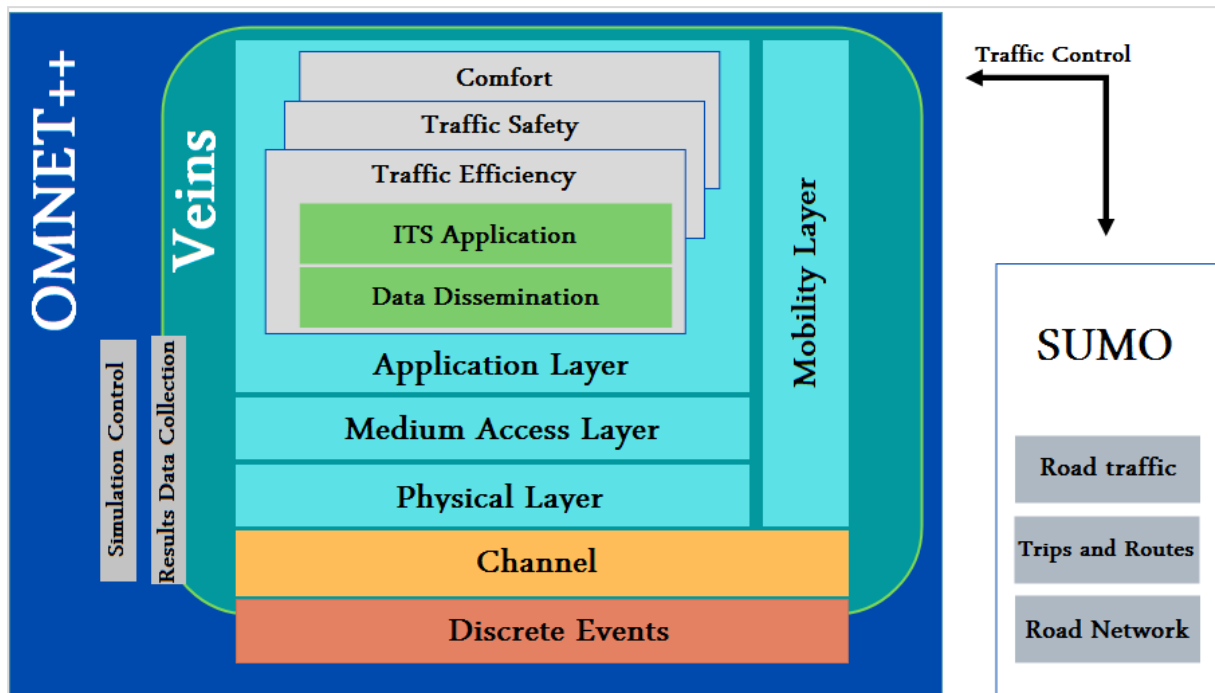 OMNET++
Veins
Simulation Control
Results Data Collection
Comfort
Traffic Safety
Traffic Efficiency
ITS Application
Data Dissemination
Application Layer
Medium Access Layer
Physical Layer
Mobility Layer
Channel
Discrete Events
Traffic Control
SUMO
Road traffic
Trips and Routes
Road Network